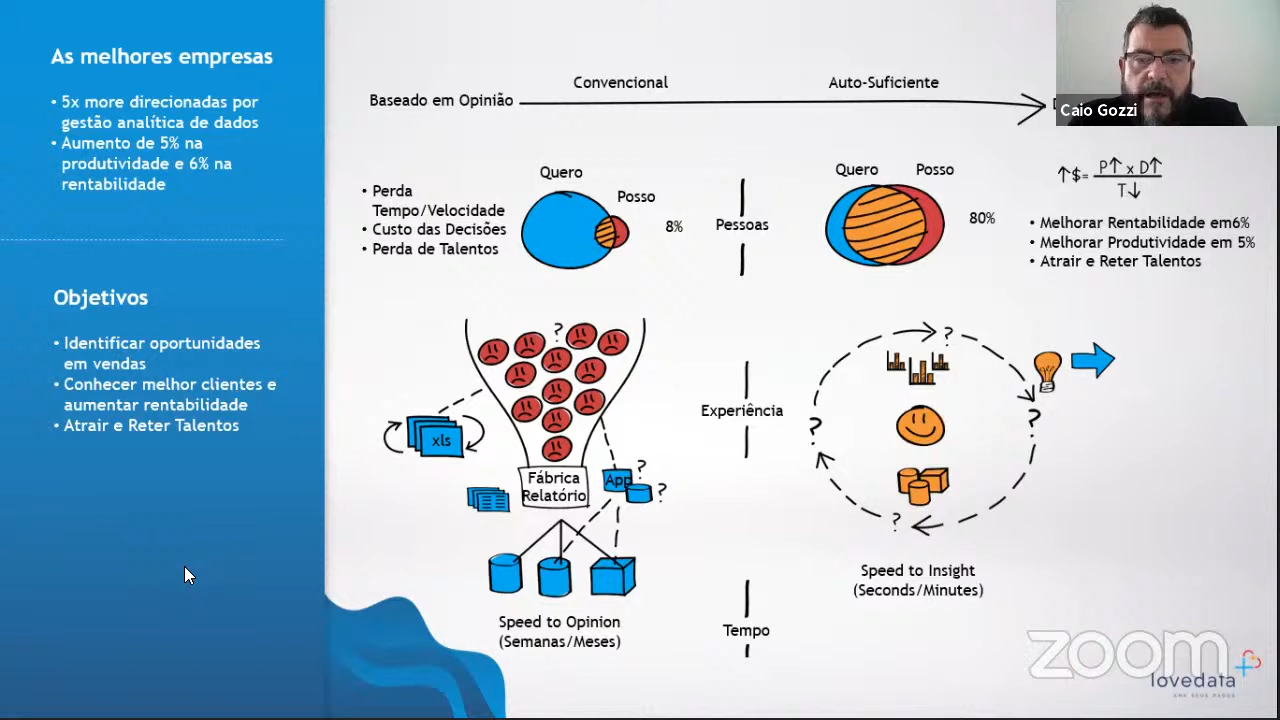 As melhores empresas
• 5x more direcionadas por
gestão analítica de dados
• Aumento de 5% na
produtividade e 6% na
rentabilidade
Objetivos
• Identificar oportunidades
em vendas
• Conhecer melhor clientes e
aumentar rentabilidade
• Atrair e Reter Talentos
Convencional
Auto-Suficiente
Baseado em Opinião
Caio Gozzi
Quero
Posso
8%
• Perda
Tempo/Velocidade
• Custo das Decisões
• Perda de Talentos
Pessoas
Quero
Posso
80%
↑$= P↑ x D↑
T↓
• Melhorar Rentabilidade em6%
• Melhorar Produtividade em 5%
• Atrair e Reter Talentos
?
xls
Fábrica
Relatório
App
?
?
Experiência
?
?
?
?
Speed to Opinion
(Semanas/Meses)
Tempo
Speed to Insight
(Seconds/Minutes)
zoom
lovedata
AME SEUS DADOS